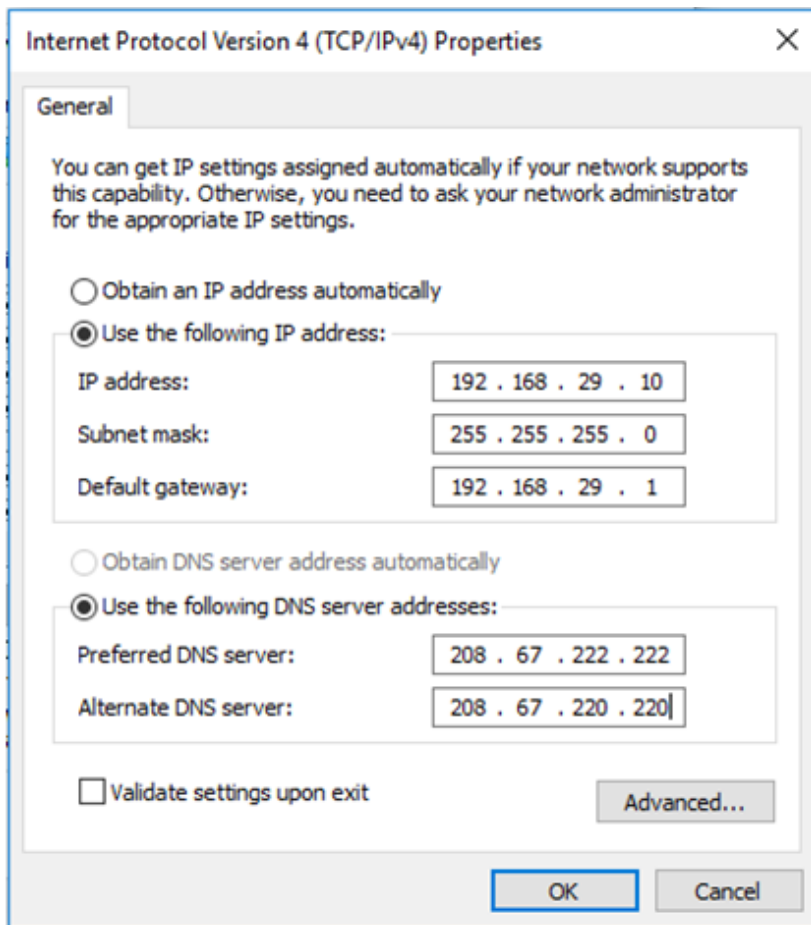 Internet Protocol Version 4 (TCP/IPv4) Properties
General
You can get IP settings assigned automatically if your network supports
this capability. Otherwise, you need to ask your network administrator
for the appropriate IP settings.
Obtain an IP address automatically
Use the following IP address:
IP address: 192 . 168 . 29 . 10
Subnet mask: 255 . 255 . 255 . 0
Default gateway: 192 . 168 . 29 . 1
Obtain DNS server address automatically
Use the following DNS server addresses:
Preferred DNS server: 208 . 67 . 222 . 222
Alternate DNS server: 208 . 67 . 220 . 220
Validate settings upon exit
Advanced...
OK Cancel